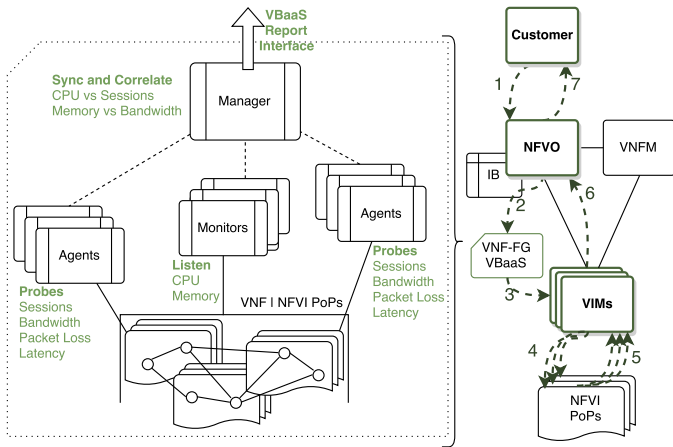 VBaaS
Report
Interface
Sync and Correlate
CPU vs Sessions
Memory vs Bandwidth
Manager
Agents
Monitors
Agents
Probes
Sessions
Bandwidth
Packet Loss
Latency
Listen
CPU
Memory
Probes
Sessions
Bandwidth
Packet Loss
Latency
VNF | NFVI PoPs
Customer
1
7
NFVO
VNFM
IB
2
6
VNF-FG
VBaaS
3
VIMs
4
5
NFVI
PoPs